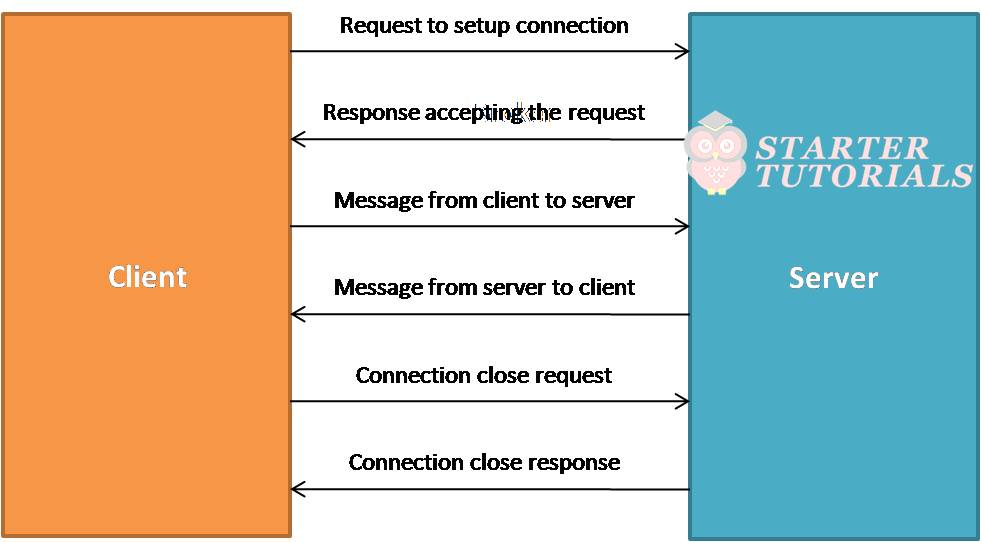 Request to setup connection
Response accepting the request
STARTER
TUTORIALS
Message from client to server
Client
Server
Message from server to client
Connection close request
Connection close response